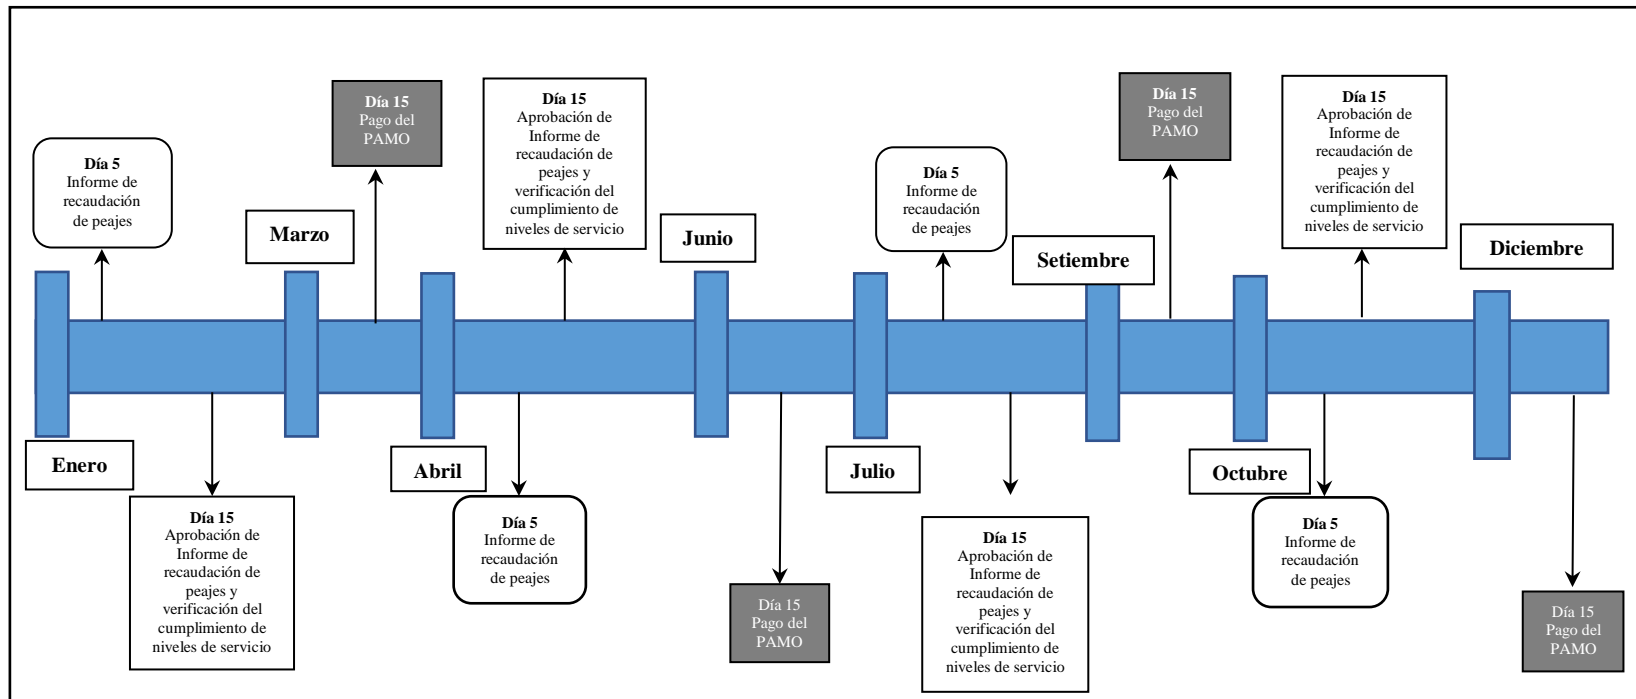 Día 5
Informe de
recaudación
de peajes
Enero
Día 15
Aprobación de
Informe de
recaudación de
peajes y
verificación del
cumplimiento de
niveles de servicio
Marzo
Día 15
Pago del
PAMO
Abril
Día 5
Informe de
recaudación
de peajes
Día 15
Aprobación de
Informe de
recaudación de
peajes y
verificación del
cumplimiento de
niveles de servicio
Junio
Día 15
Pago del
PAMO
Julio
Día 5
Informe de
recaudación
de peajes
Día 15
Aprobación de
Informe de
recaudación de
peajes y
verificación del
cumplimiento de
niveles de servicio
Setiembre
Día 15
Pago del
PAMO
Octubre
Día 5
Informe de
recaudación
de peajes
Día 15
Aprobación de
Informe de
recaudación de
peajes y
verificación del
cumplimiento de
niveles de servicio
Diciembre
Día 15
Pago del
PAMO